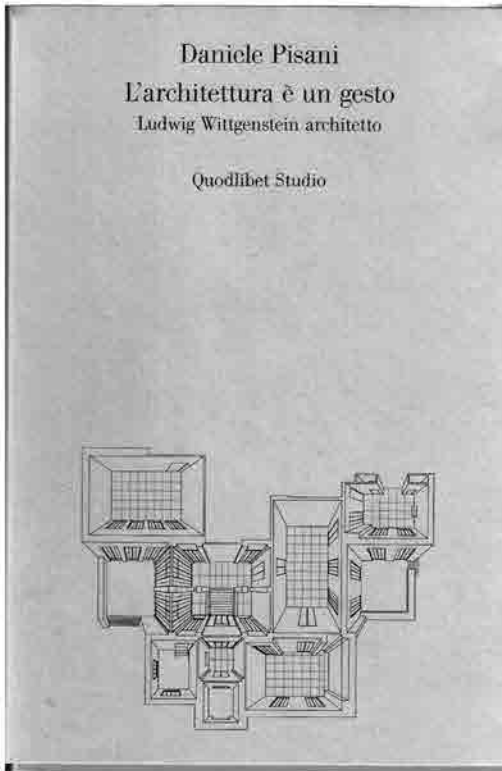 Daniele Pisani
L'architettura è un gesto
Ludwig Wittgenstein architetto
Quodlibet Studio